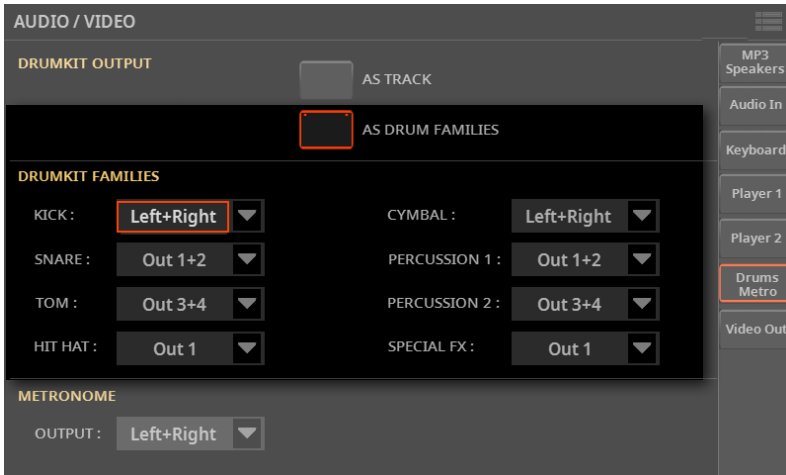 AUDIO / VIDEO
DRUMKIT OUTPUT
AS TRACK
AS DRUM FAMILIES
DRUMKIT FAMILIES
KICK : Left+Right
CYMBAL : Left+Right
SNARE : Out 1+2
PERCUSSION 1 : Out 1+2
TOM : Out 3+4
PERCUSSION 2 : Out 3+4
HIT HAT : Out 1
SPECIAL FX : Out 1
METRONOME
OUTPUT : Left+Right
MP3
Speakers
Audio In
Keyboard
Player 1
Player 2
Drums
Metro
Video Out